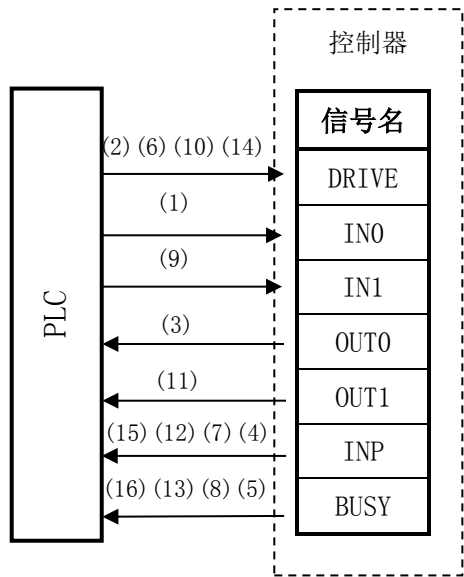 控制器
信号名
(2)(6)(10)(14)
DRIVE
(1)
IN0
(9)
IN1
PLC
(3)
OUT0
(11)
OUT1
(15)(12)(7)(4)
INP
(16)(13)(8)(5)
BUSY